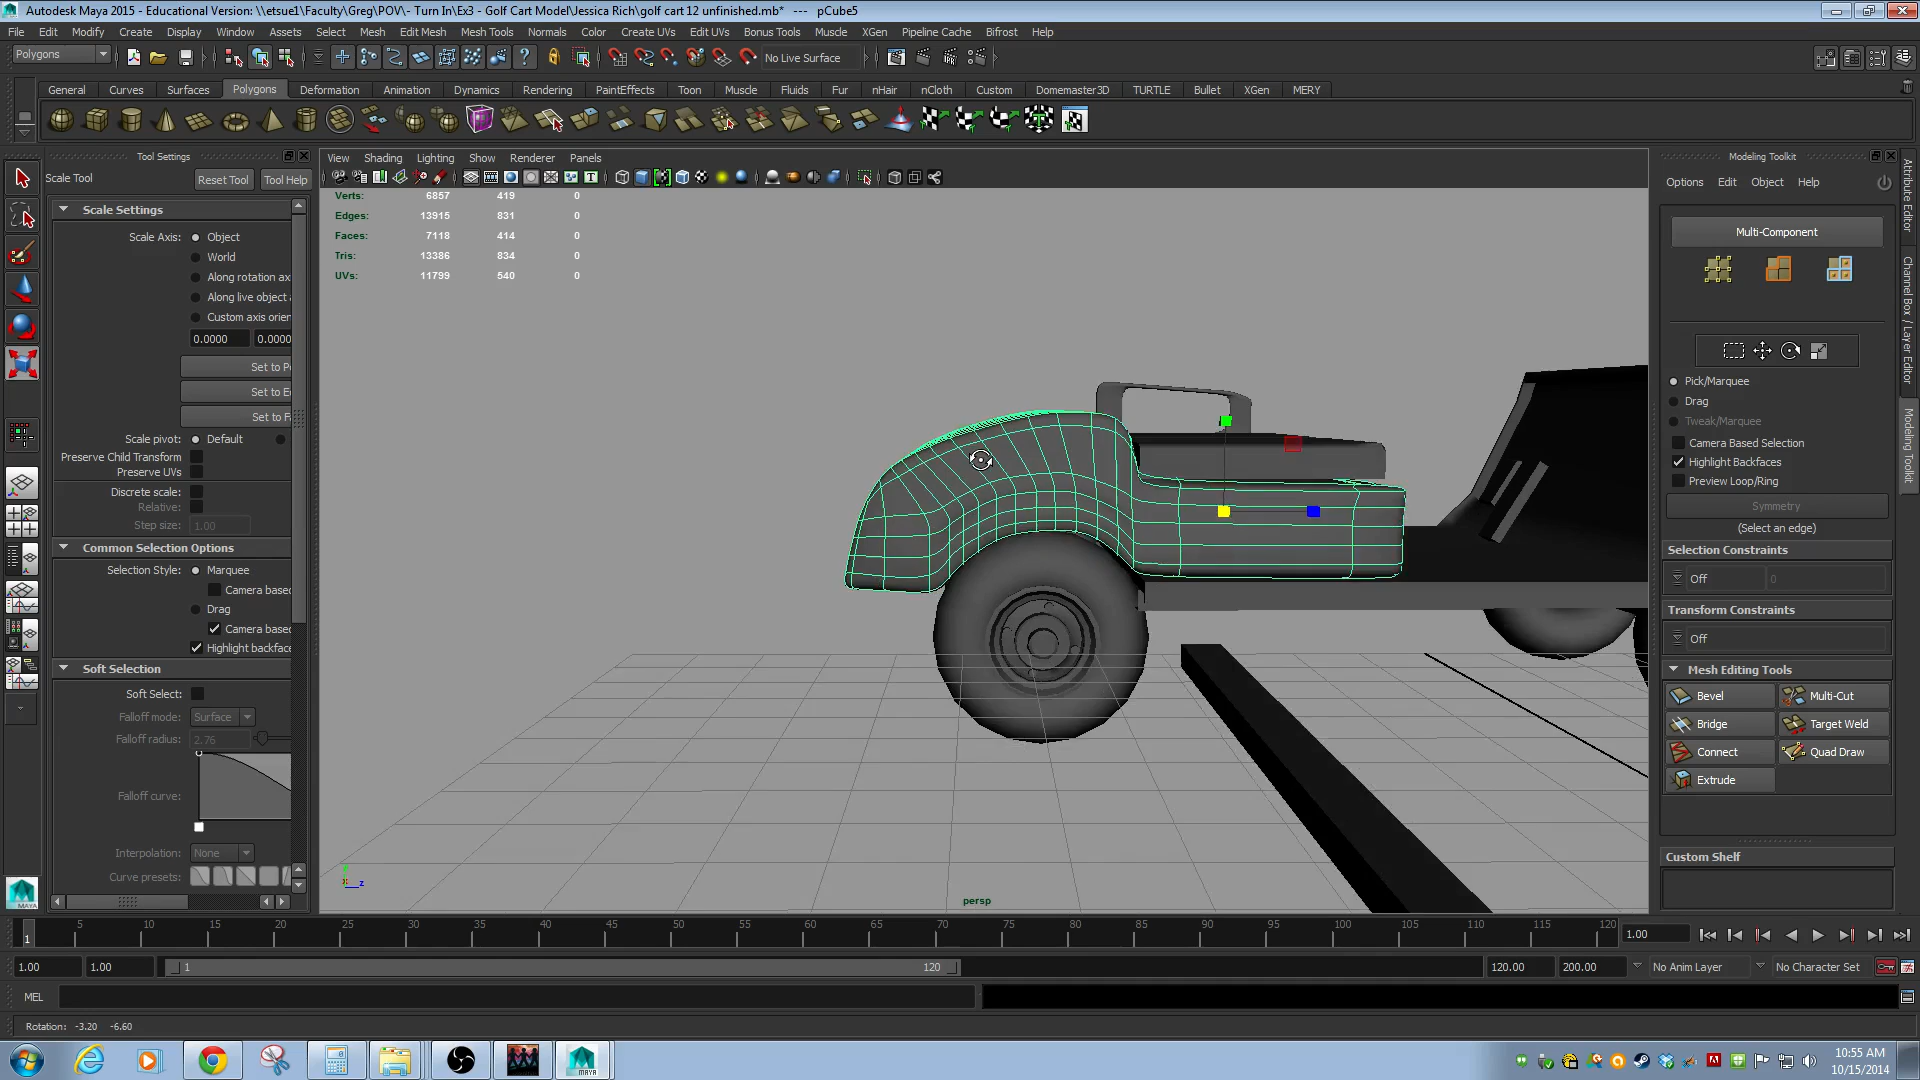 Autodesk Maya 2015 - Educational Version: \\etsue1\Faculty\Greg\POV\- Turn In\Ex3 - Golf Cart Model\Jessica Rich\golf cart 12 unfinished.mb* --- pCube5
File Edit Modify Create Display Window Assets Select Mesh Edit Mesh Mesh Tools Normals Color Create UVs Edit UVs Bonus Tools Muscle XGen Pipeline Cache Bifrost Help
Polygons No Live Surface
General Curves Surfaces Polygons Deformation Animation Dynamics Rendering PaintEffects Toon Muscle Fluids Fur nHair nCloth Custom Domemaster3D TURTLE Bullet XGen MERY
Tool Settings
Scale Tool Reset Tool Tool Help
Scale Settings
Scale Axis: Object
World
Along rotation ax
Along live object a
Custom axis orien
0.0000 0.0000
Set to P
Set to E
Set to F
Scale pivot: Default
Preserve Child Transform
Preserve UVs
Discrete scale:
Relative:
Step size: 1.00
Common Selection Options
Selection Style: Marquee
Camera based
Drag
Camera based
Highlight backface
Soft Selection
Soft Select:
Falloff mode: Surface
Falloff radius: 2.76
Falloff curve:
Interpolation: None
Curve presets:
View Shading Lighting Show Renderer Panels
Verts: 6857 419 0
Edges: 13915 831 0
Faces: 7118 414 0
Tris: 13386 834 0
UVs: 11799 540 0
z
persp
Modeling Toolkit
Options Edit Object Help
Multi-Component
Pick/Marquee
Drag
Tweak/Marquee
Camera Based Selection
Highlight Backfaces
Preview Loop/Ring
Symmetry
(Select an edge)
Selection Constraints
Off 0
Transform Constraints
Off
Mesh Editing Tools
Bevel Multi-Cut
Bridge Target Weld
Connect Quad Draw
Extrude
Custom Shelf
Attribute Editor
Channel Box / Layer Editor
Modeling Toolkit
1 5 10 15 20 25 30 35 40 45 50 55 60 65 70 75 80 85 90 95 100 105 110 115 120 1.00
1.00 1.00 1 120 120.00 200.00 No Anim Layer No Character Set
MEL
Rotation: -3.20 -6.60
MAYA
10:55 AM
10/15/2014